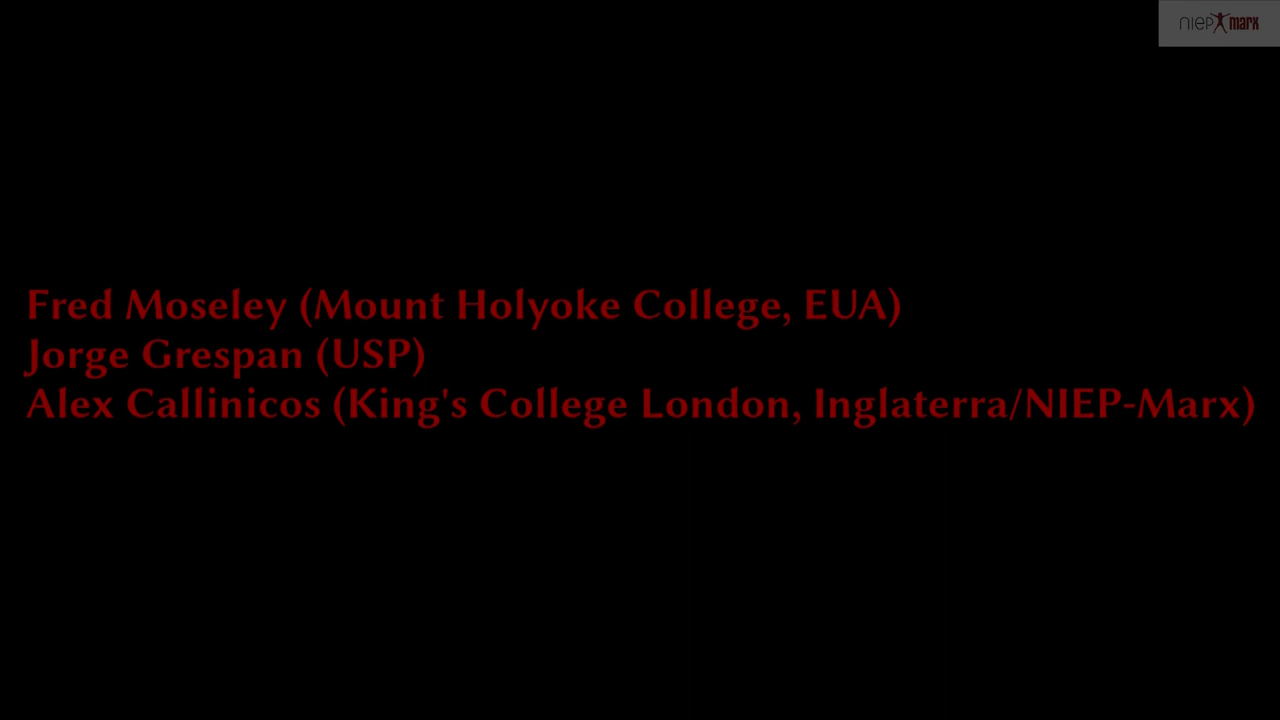 niep marx
Fred Moseley (Mount Holyoke College, EUA)
Jorge Grespan (USP)
Alex Callinicos (King's College London, Inglaterra/NIEP-Marx)